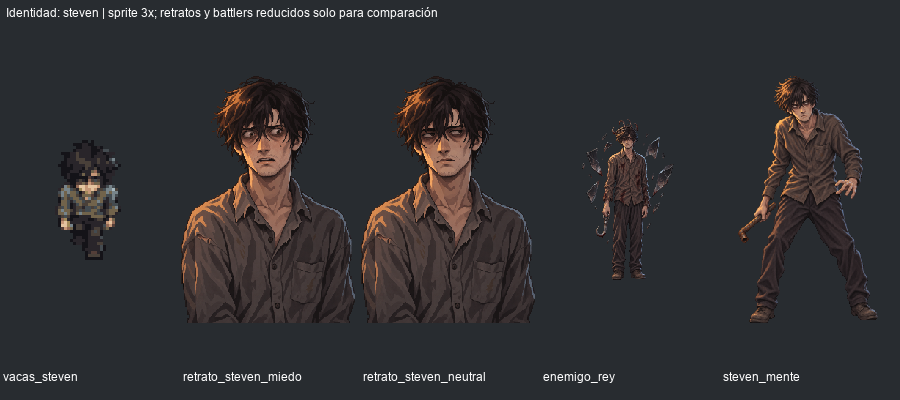 Identidad: steven | sprite 3x; retratos y battlers reducidos solo para comparación
vacas_steven
retrato_steven_miedo
retrato_steven_neutral
enemigo_rey
steven_mente